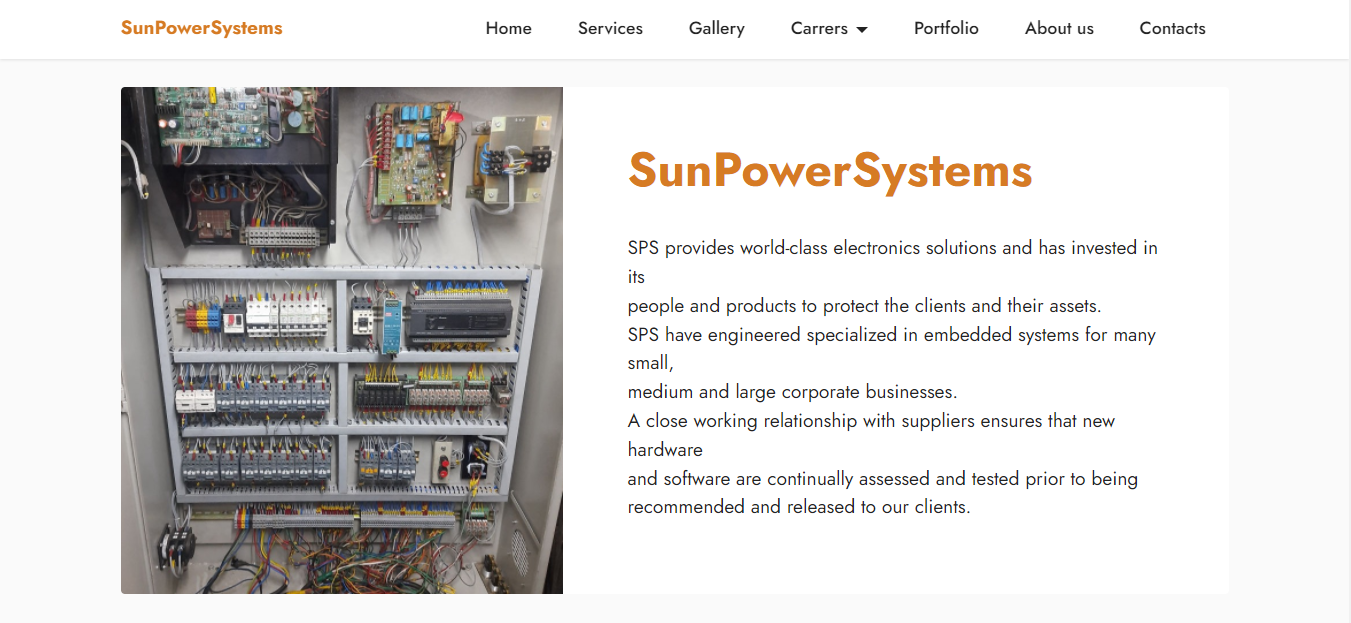 SunPowerSystems
Home Services Gallery Carrers Portfolio About us Contacts
SunPowerSystems
SPS provides world-class electronics solutions and has invested in
its
people and products to protect the clients and their assets.
SPS have engineered specialized in embedded systems for many
small,
medium and large corporate businesses.
A close working relationship with suppliers ensures that new
hardware
and software are continually assessed and tested prior to being
recommended and released to our clients.